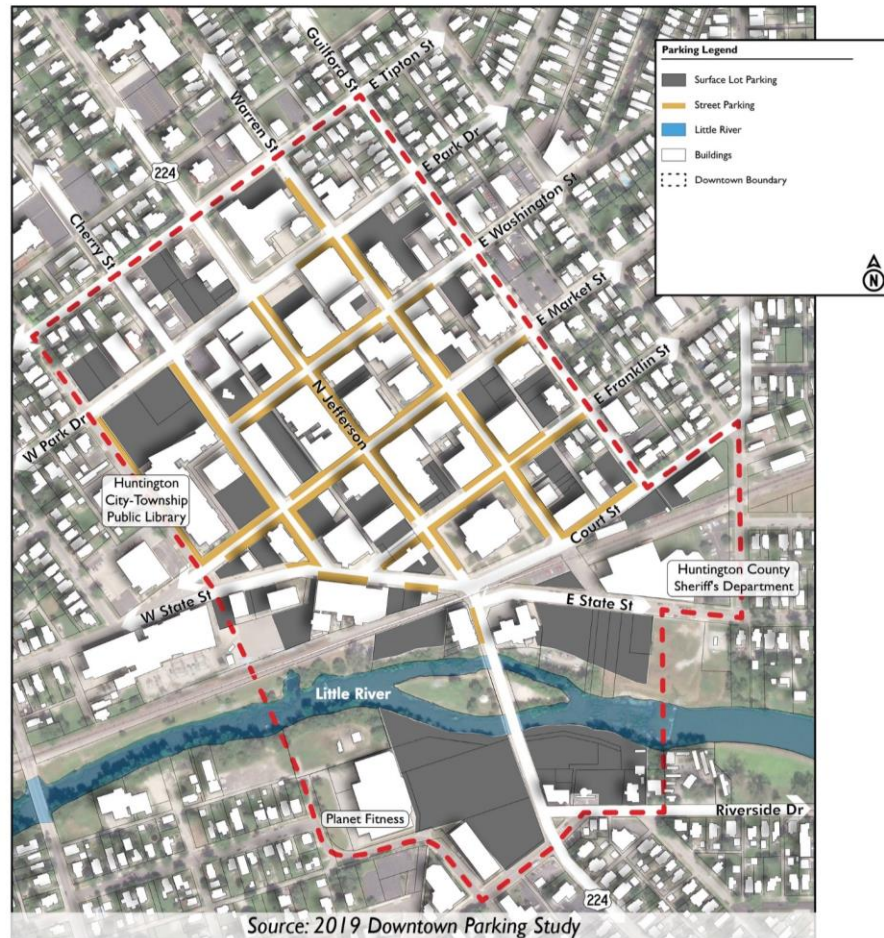 Parking Legend
Surface Lot Parking
Street Parking
Little River
Buildings
Downtown Boundary
N
Guilford St
E Tipton St
Warren St
E Park Dr
224
E Washington St
Cherry St
E Market St
E Franklin St
N Jefferson
W Park Dr
Huntington
City-Township
Public Library
Court St
Huntington County
Sheriff's Department
W State St
E State St
Little River
Planet Fitness
Riverside Dr
224
Source: 2019 Downtown Parking Study